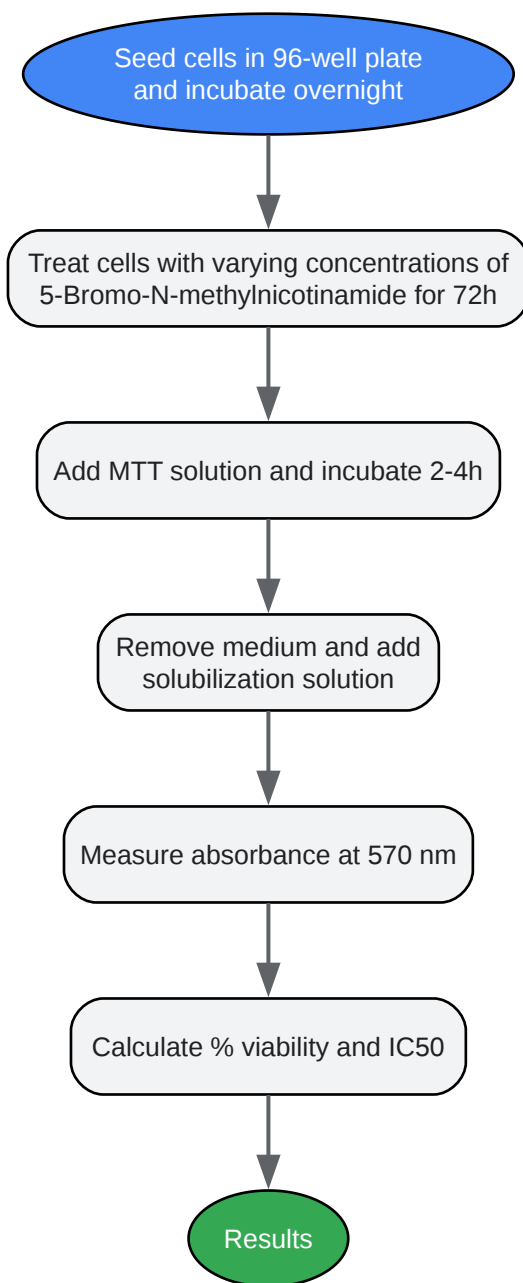 Seed cells in 96-well plate
and incubate overnight
Treat cells with varying concentrations of
5-Bromo-N-methylnicotinamide for 72h
Add MTT solution and incubate 2-4h
Remove medium and add
solubilization solution
Measure absorbance at 570 nm
Calculate % viability and IC50
Results